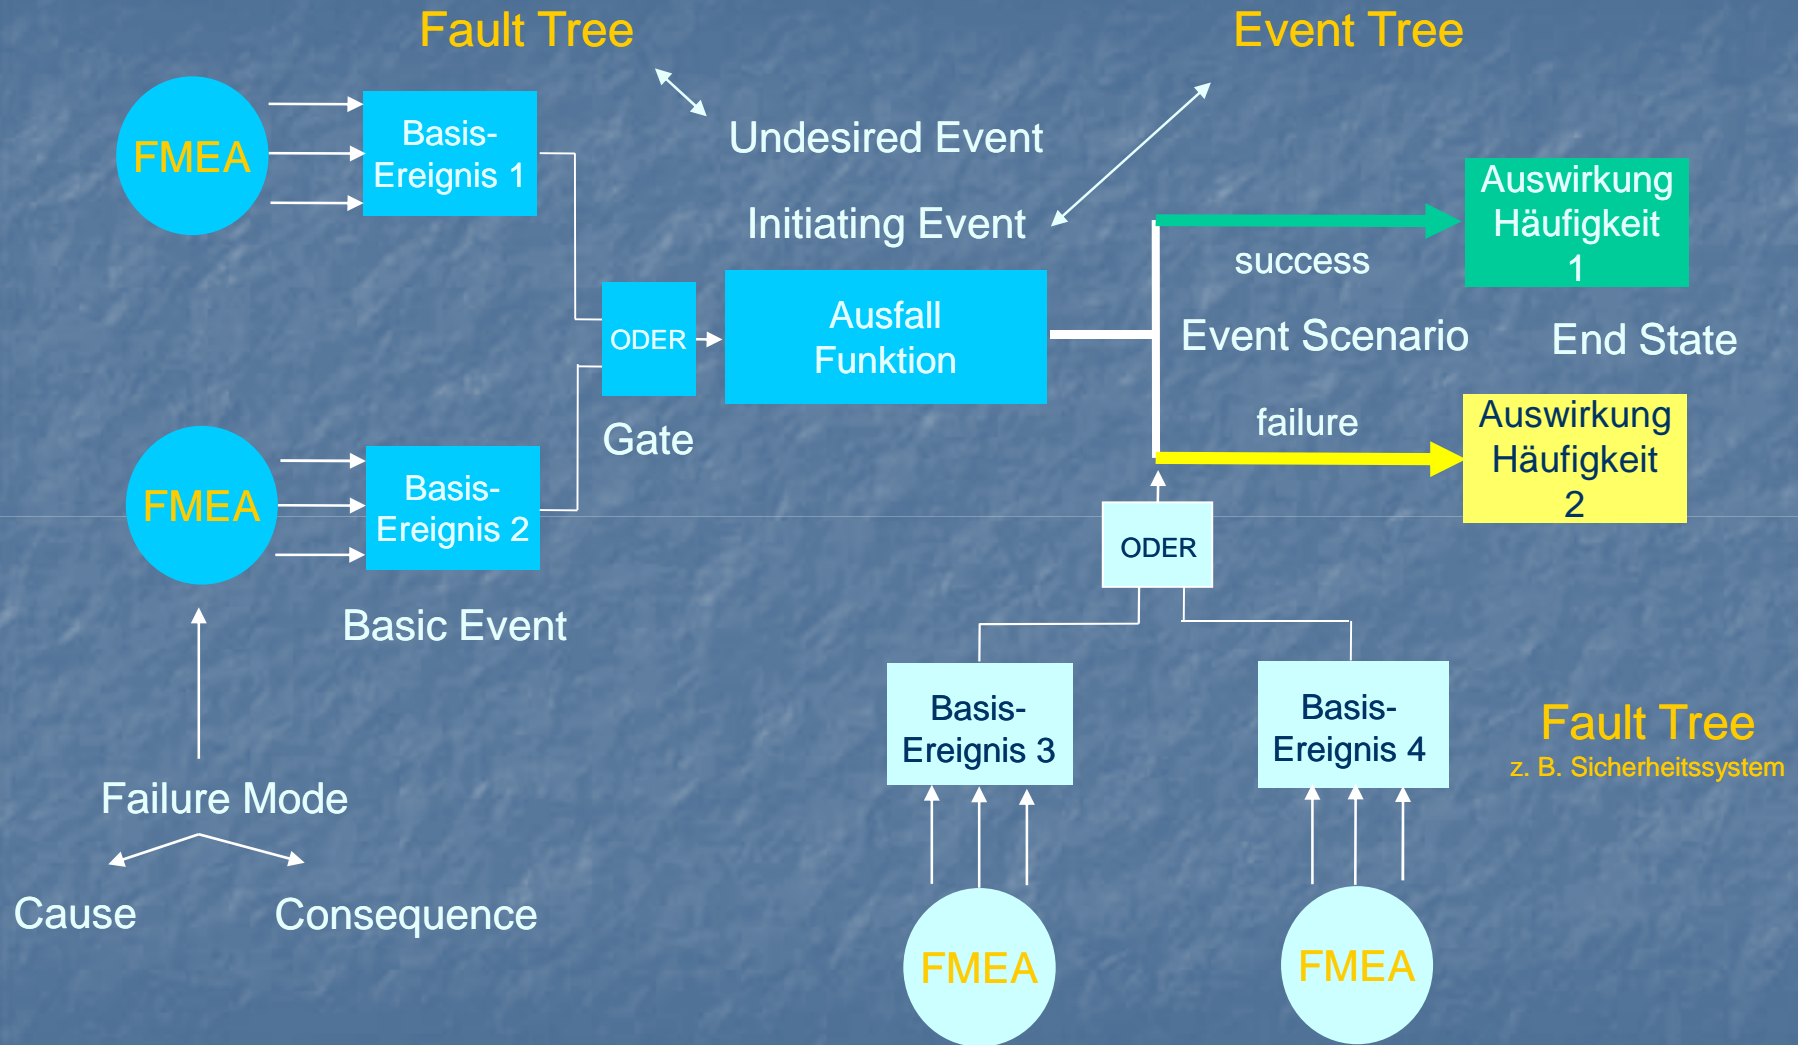 Fault Tree
Event Tree
FMEA
Basis-
Ereignis 1
Undesired Event
Initiating Event
Auswirkung
Häufigkeit
1
success
ODER
Ausfall
Funktion
Event Scenario
End State
Gate
failure
Auswirkung
Häufigkeit
2
FMEA
Basis-
Ereignis 2
ODER
Basic Event
Basis-
Ereignis 3
Basis-
Ereignis 4
Fault Tree
z. B. Sicherheitssystem
Failure Mode
Cause
Consequence
FMEA
FMEA